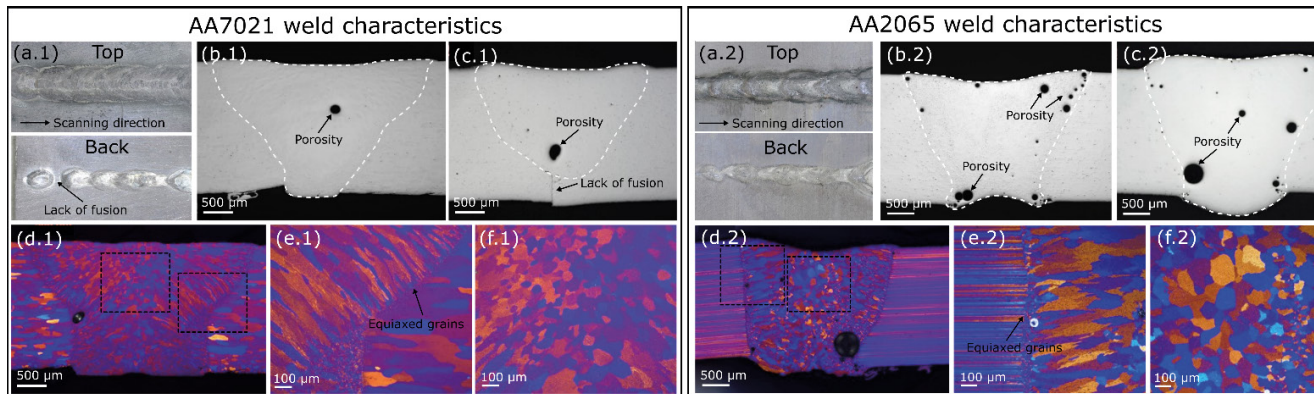 AA7021 weld characteristics
(a.1)
Top
Scanning direction
Back
Lack of fusion
(b.1)
Porosity
500 µm
(c.1)
Porosity
Lack of fusion
500 µm
(d.1)
500 µm
(e.1)
Equiaxed grains
100 µm
(f.1)
100 µm
AA2065 weld characteristics
(a.2)
Top
Scanning direction
Back
(b.2)
Porosity
Porosity
500 µm
(c.2)
Porosity
500 µm
(d.2)
500 µm
(e.2)
Equiaxed grains
100 µm
(f.2)
100 µm